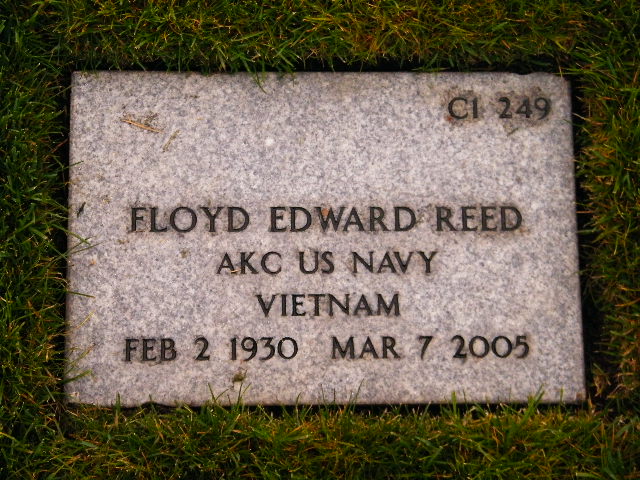 C1 249
FLOYD EDWARD REED
AKC US NAVY
VIETNAM
FEB 2 1930 MAR 7 2005